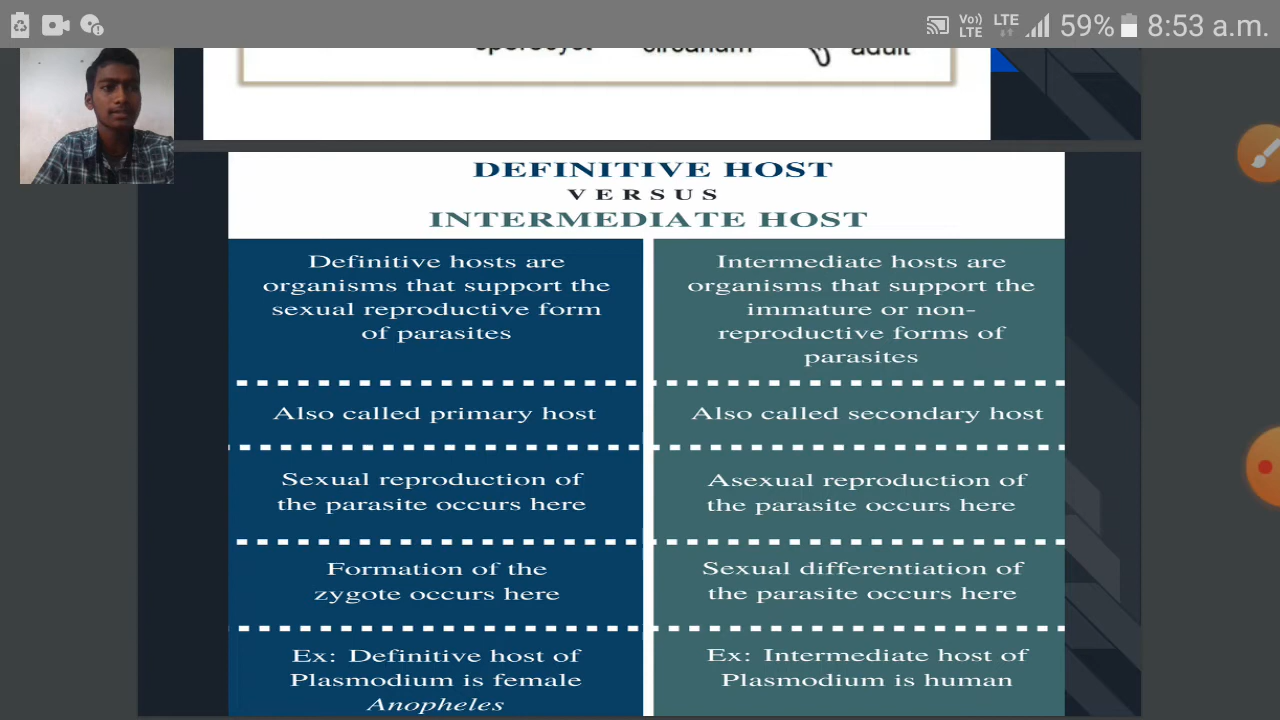 Vo)) LTE
LTE
59%
8:53 a.m.
adult
DEFINITIVE HOST
VERSUS
INTERMEDIATE HOST
Definitive hosts are
organisms that support the
sexual reproductive form
of parasites
Intermediate hosts are
organisms that support the
immature or non-
reproductive forms of
parasites
Also called primary host
Also called secondary host
Sexual reproduction of
the parasite occurs here
Asexual reproduction of
the parasite occurs here
Formation of the
zygote occurs here
Sexual differentiation of
the parasite occurs here
Ex: Definitive host of
Plasmodium is female
Anopheles
Ex: Intermediate host of
Plasmodium is human